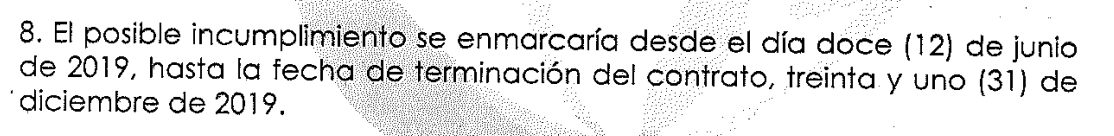 8. El posible incumplimiento se enmarcaría desde el día doce (12) de junio
de 2019, hasta la fecha de terminación del contrato, treinta y uno (31) de
diciembre de 2019.